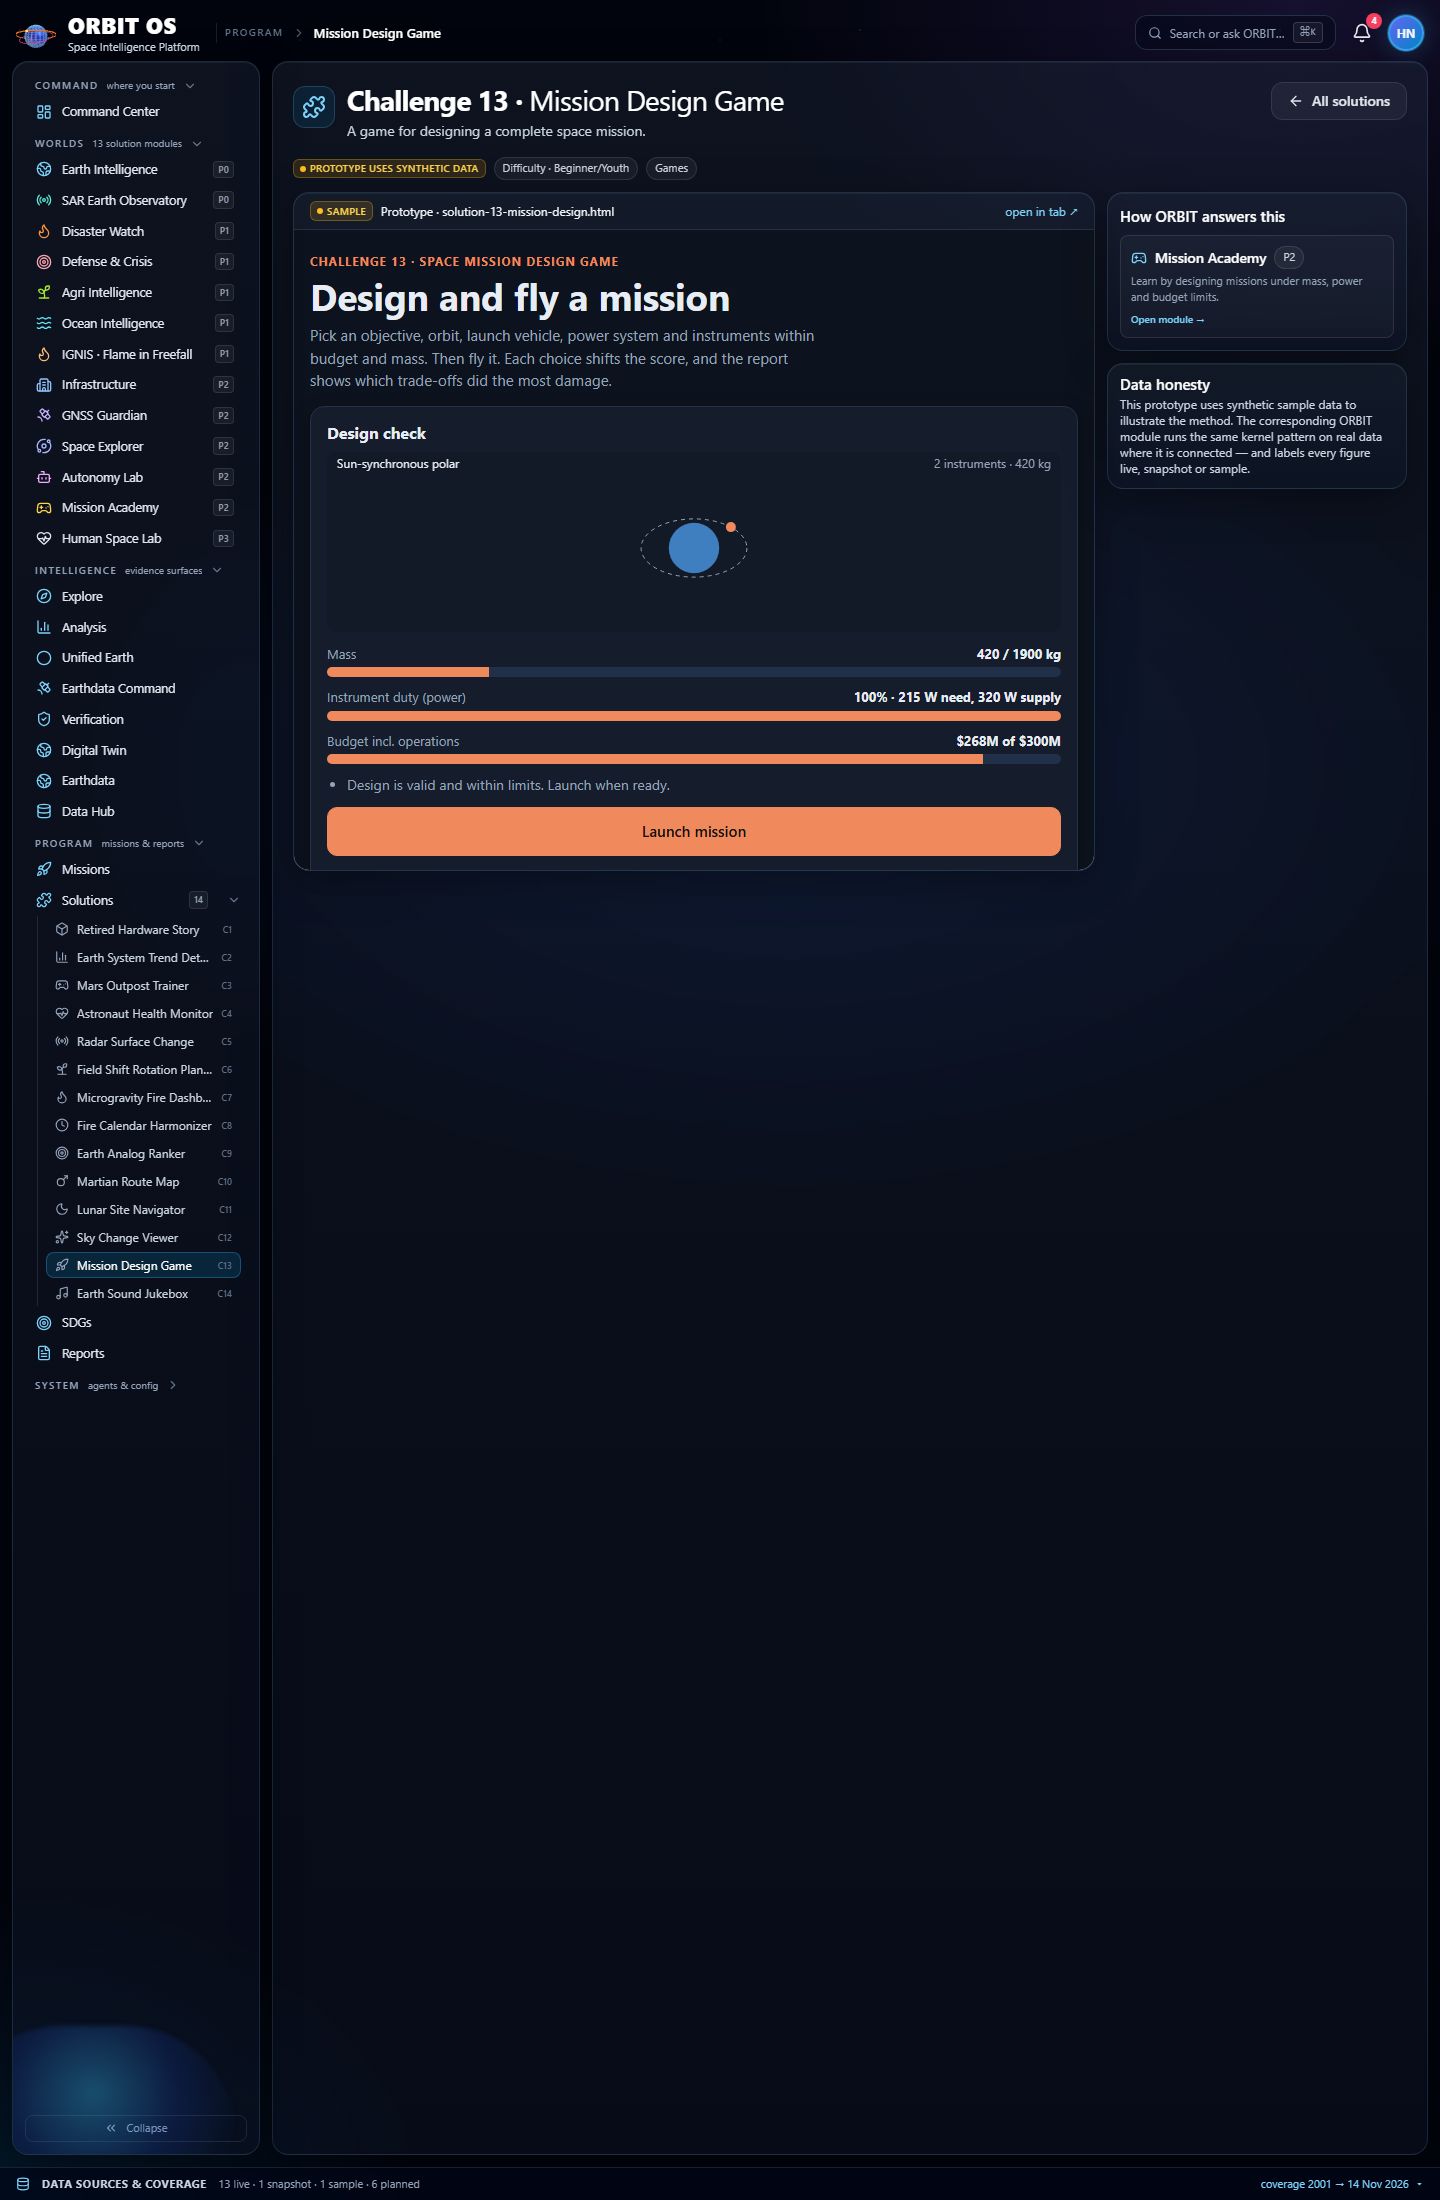 ORBIT OS
Space Intelligence Platform
PROGRAM
Mission Design Game
Search or ask ORBIT...
⌘K
4
HN
COMMAND where you start
Command Center
WORLDS 13 solution modules
Earth Intelligence P0
SAR Earth Observatory P0
Disaster Watch P1
Defense & Crisis P1
Agri Intelligence P1
Ocean Intelligence P1
IGNIS · Flame in Freefall P1
Infrastructure P2
GNSS Guardian P2
Space Explorer P2
Autonomy Lab P2
Mission Academy P2
Human Space Lab P3
INTELLIGENCE evidence surfaces
Explore
Analysis
Unified Earth
Earthdata Command
Verification
Digital Twin
Earthdata
Data Hub
PROGRAM missions & reports
Missions
Solutions 14
Retired Hardware Story C1
Earth System Trend Det... C2
Mars Outpost Trainer C3
Astronaut Health Monitor C4
Radar Surface Change C5
Field Shift Rotation Plan... C6
Microgravity Fire Dashb... C7
Fire Calendar Harmonizer C8
Earth Analog Ranker C9
Martian Route Map C10
Lunar Site Navigator C11
Sky Change Viewer C12
Mission Design Game C13
Earth Sound Jukebox C14
SDGs
Reports
SYSTEM agents & config
Collapse
Challenge 13 · Mission Design Game
A game for designing a complete space mission.
All solutions
PROTOTYPE USES SYNTHETIC DATA
Difficulty · Beginner/Youth
Games
SAMPLE
Prototype · solution-13-mission-design.html
open in tab ↗
CHALLENGE 13 · SPACE MISSION DESIGN GAME
Design and fly a mission
Pick an objective, orbit, launch vehicle, power system and instruments within
budget and mass. Then fly it. Each choice shifts the score, and the report
shows which trade-offs did the most damage.
Design check
Sun-synchronous polar
2 instruments · 420 kg
Mass
420 / 1900 kg
Instrument duty (power)
100% · 215 W need, 320 W supply
Budget incl. operations
$268M of $300M
• Design is valid and within limits. Launch when ready.
Launch mission
How ORBIT answers this
Mission Academy P2
Learn by designing missions under mass, power
and budget limits.
Open module →
Data honesty
This prototype uses synthetic sample data to
illustrate the method. The corresponding ORBIT
module runs the same kernel pattern on real data
where it is connected — and labels every figure
live, snapshot or sample.
DATA SOURCES & COVERAGE
13 live · 1 snapshot · 1 sample · 6 planned
coverage 2001 → 14 Nov 2026